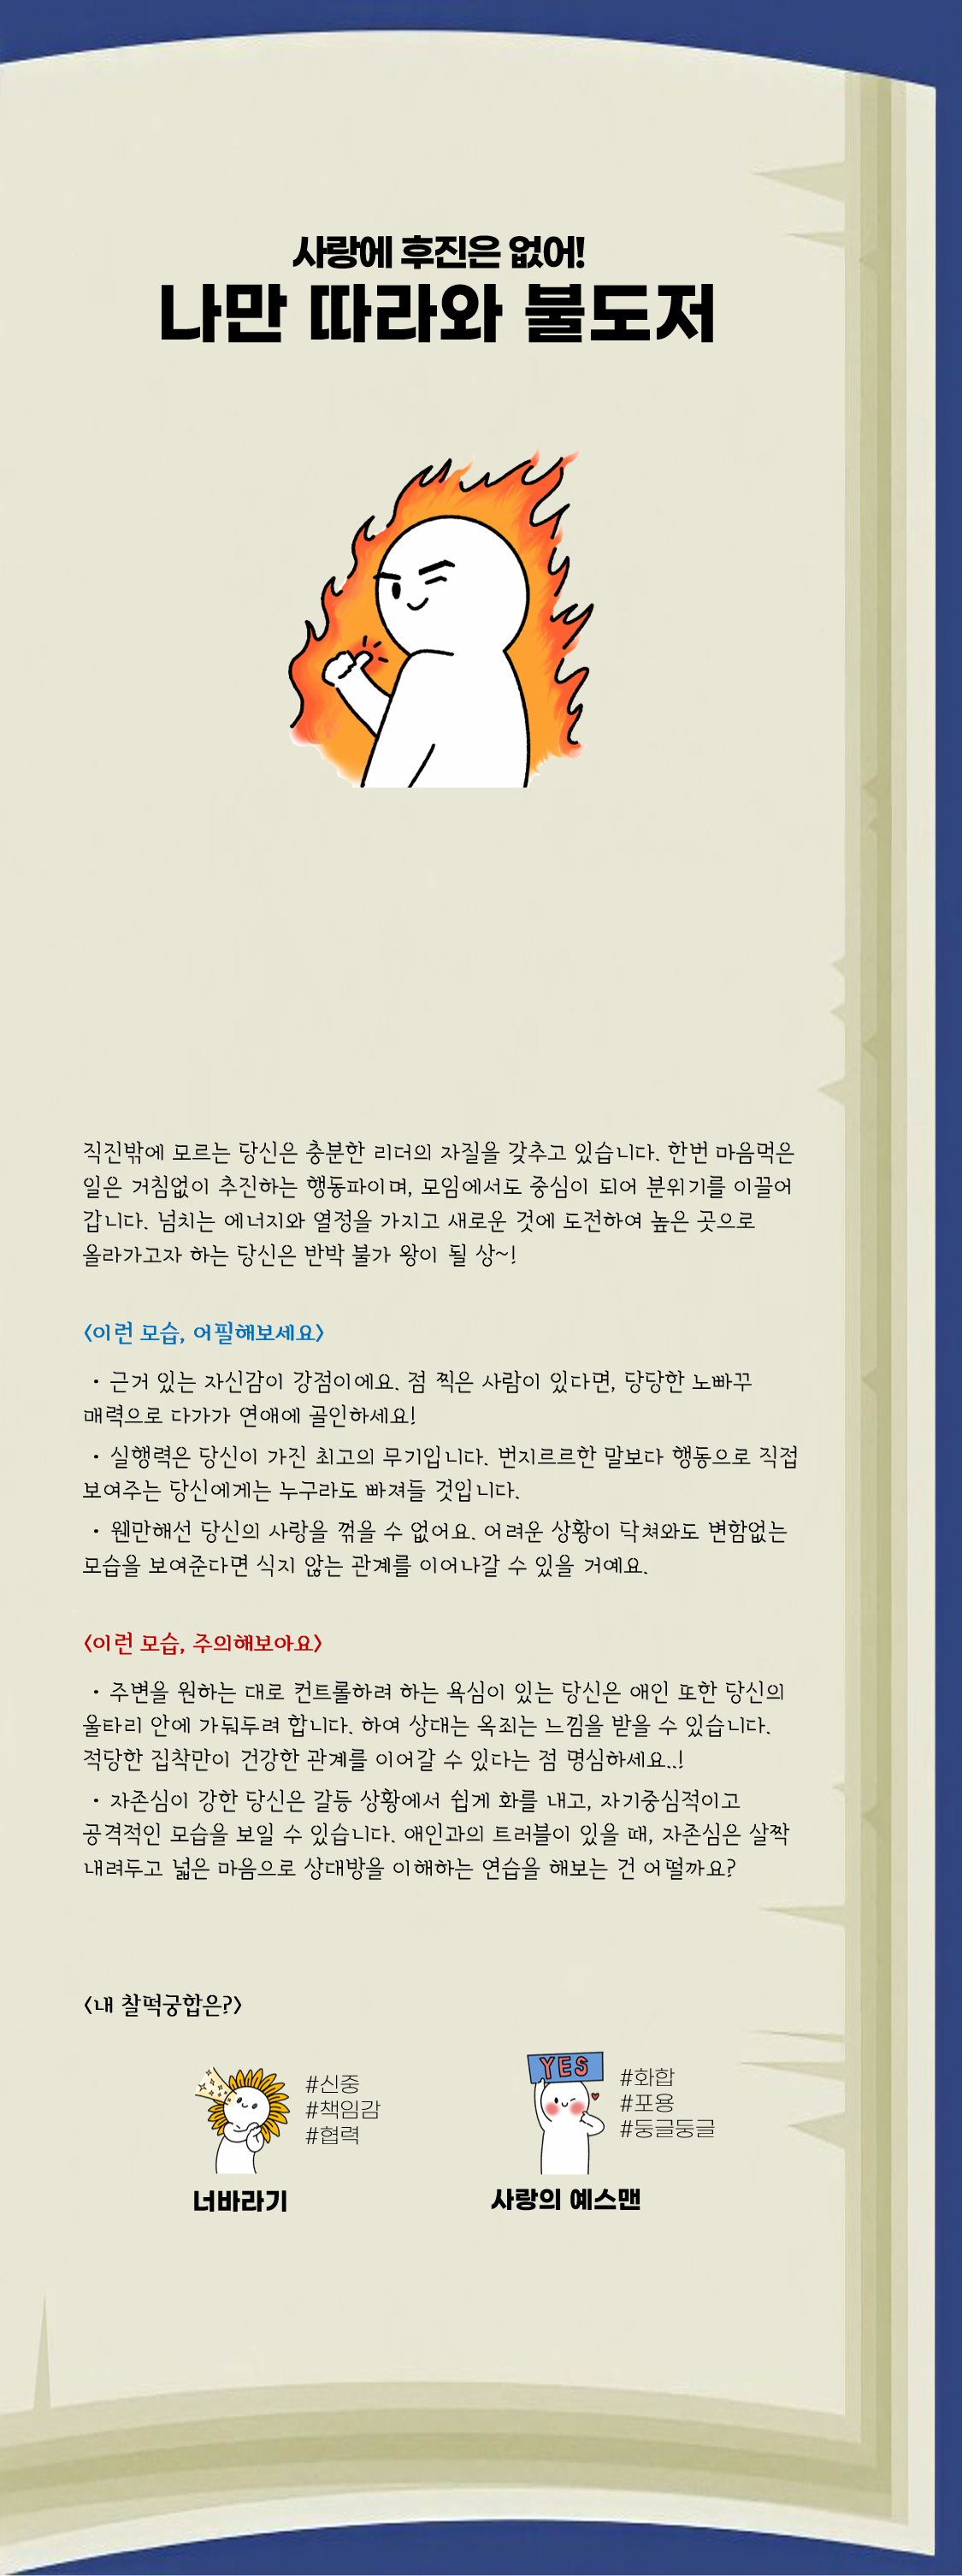 사랑에 후진은 없어!
나만 따라와 불도저
직진밖에 모르는 당신은 충분한 리더의 자질을 갖추고 있습니다. 한번 마음먹은
일은 거침없이 추진하는 행동파이며, 모임에서도 중심이 되어 분위기를 이끌어
갑니다. 넘치는 에너지와 열정을 가지고 새로운 것에 도전하여 높은 곳으로
올라가고자 하는 당신은 반박 불가 왕이 될 상~!
<이런 모습, 어필해보세요>
• 근거 있는 자신감이 강점이에요. 점 찍은 사람이 있다면, 당당한 노빠꾸
매력으로 다가가 연애에 골인하세요!
• 실행력은 당신이 가진 최고의 무기입니다. 번지르르한 말보다 행동으로 직접
보여주는 당신에게는 누구라도 빠져들 것입니다.
• 웬만해선 당신의 사랑을 꺾을 수 없어요. 어려운 상황이 닥쳐와도 변함없는
모습을 보여준다면 식지 않는 관계를 이어나갈 수 있을 거예요.
<이런 모습, 주의해보아요>
• 주변을 원하는 대로 컨트롤하려 하는 욕심이 있는 당신은 애인 또한 당신의
울타리 안에 가둬두려 합니다. 하여 상대는 옥죄는 느낌을 받을 수 있습니다.
적당한 집착만이 건강한 관계를 이어갈 수 있다는 점 명심하세요..!
• 자존심이 강한 당신은 갈등 상황에서 쉽게 화를 내고, 자기중심적이고
공격적인 모습을 보일 수 있습니다. 애인과의 트러블이 있을 때, 자존심은 살짝
내려두고 넓은 마음으로 상대방을 이해하는 연습을 해보는 건 어떨까요?
<내 찰떡궁합은?>
#신중
#책임감
#협력
너바라기
YES
#화합
#포용
#둥글둥글
사랑의 예스맨